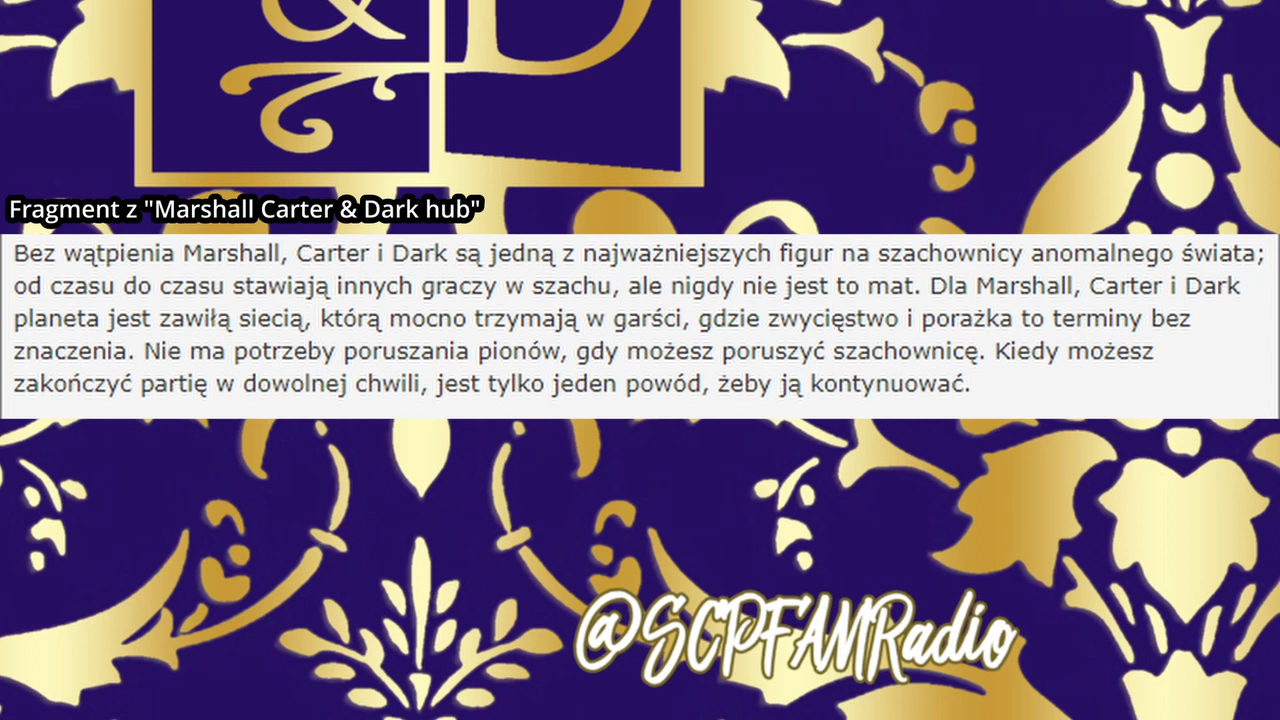 & D
Fragment z "Marshall Carter & Dark hub"
Bez wątpienia Marshall, Carter i Dark są jedną z najważniejszych figur na szachownicy anomalnego świata;
od czasu do czasu stawiają innych graczy w szachu, ale nigdy nie jest to mat. Dla Marshall, Carter i Dark
planeta jest zawiłą siecią, którą mocno trzymają w garści, gdzie zwycięstwo i porażka to terminy bez
znaczenia. Nie ma potrzeby poruszania pionów, gdy możesz poruszyć szachownicę. Kiedy możesz
zakończyć partię w dowolnej chwili, jest tylko jeden powód, żeby ją kontynuować.
@SCPFAMRadio